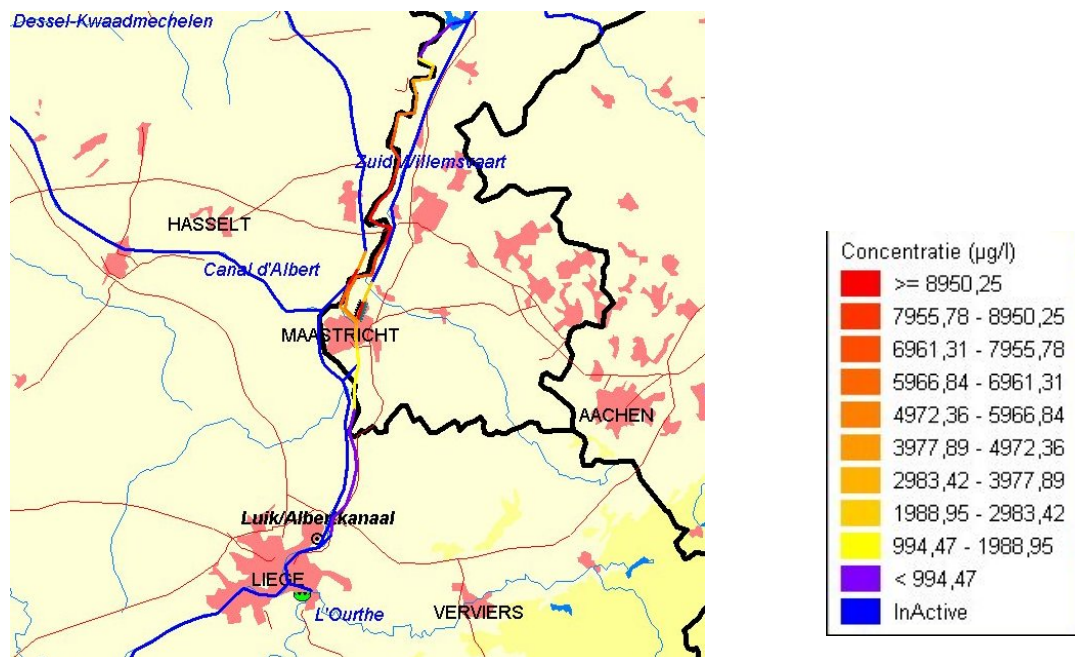 Dessel-Kwaadmechelen
Zuid-Willemsvaart
HASSELT
Canal d'Albert
MAASTRICHT
AACHEN
Luik/Albertkanaal
LIEGE
L'Ourthe
VERVIERS
Concentratie (µg/l)
>= 8950,25
7955,78 - 8950,25
6961,31 - 7955,78
5966,84 - 6961,31
4972,36 - 5966,84
3977,89 - 4972,36
2983,42 - 3977,89
1988,95 - 2983,42
994,47 - 1988,95
< 994,47
InActive